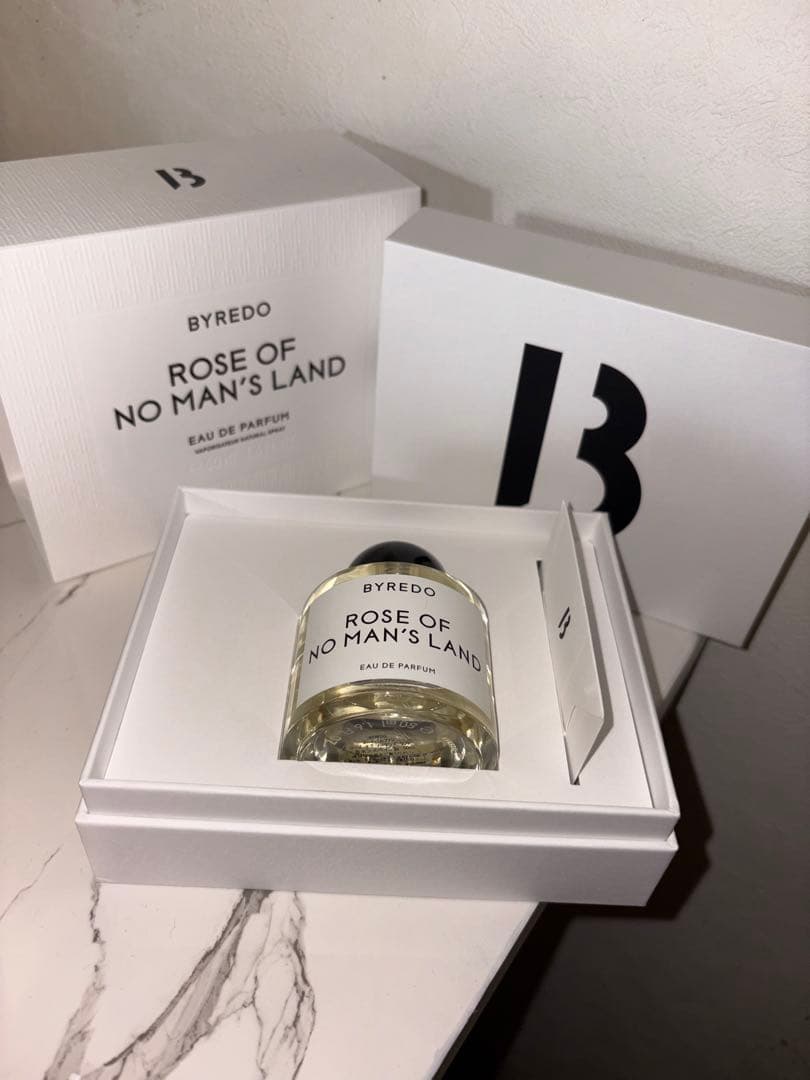 B
BYREDO
ROSE OF
NO MAN'S LAND
EAU DE PARFUM
VAPORISATEUR NATURAL SPRAY
B
BYREDO
ROSE OF
NO MAN'S LAND
EAU DE PARFUM
B